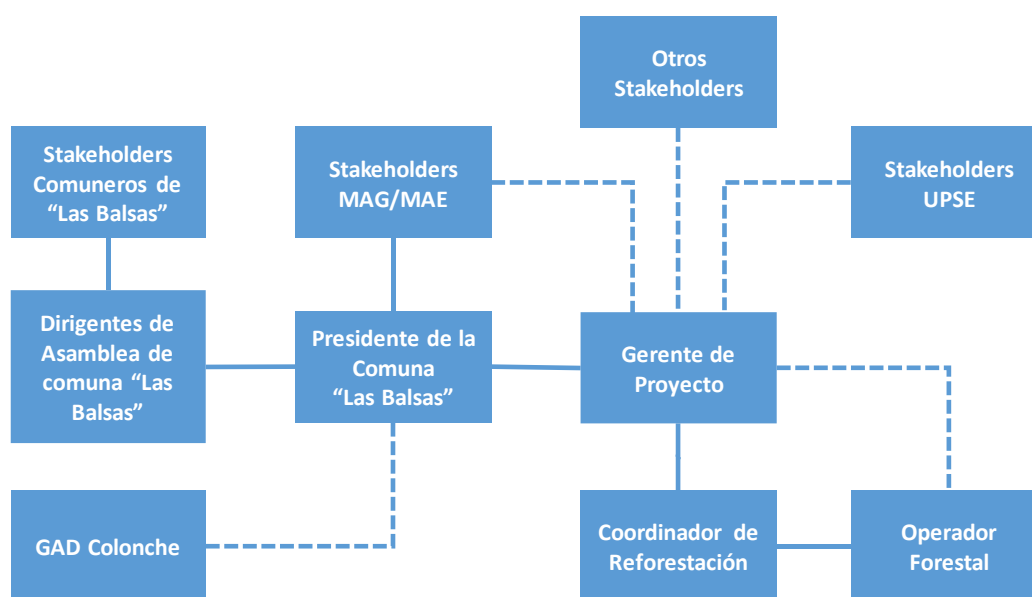 Otros
Stakeholders
Stakeholders
Comuneros de
“Las Balsas”
Stakeholders
MAG/MAE
Stakeholders
UPSE
Dirigentes de
Asamblea de
comuna “Las
Balsas”
Presidente de la
Comuna
“Las Balsas”
Gerente de
Proyecto
GAD Colonche
Coordinador de
Reforestación
Operador
Forestal